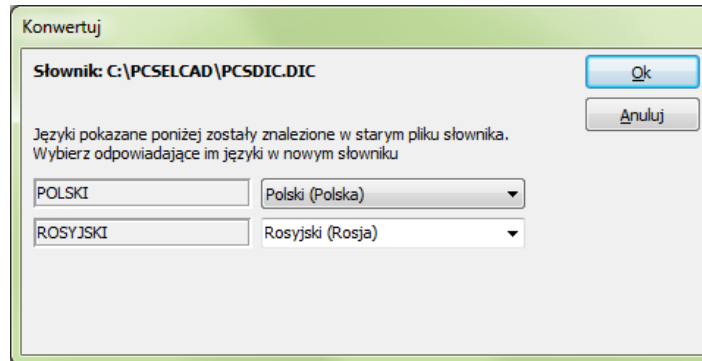 Konwertuj
Słownik: C:\PCSELCAD\PCSDIC.DIC
Ok
Anuluj
Języki pokazane poniżej zostały znalezione w starym pliku słownika.
Wybierz odpowiadające im języki w nowym słowniku
POLSKI Polski (Polska)
ROSYJSKI Rosyjski (Rosja)